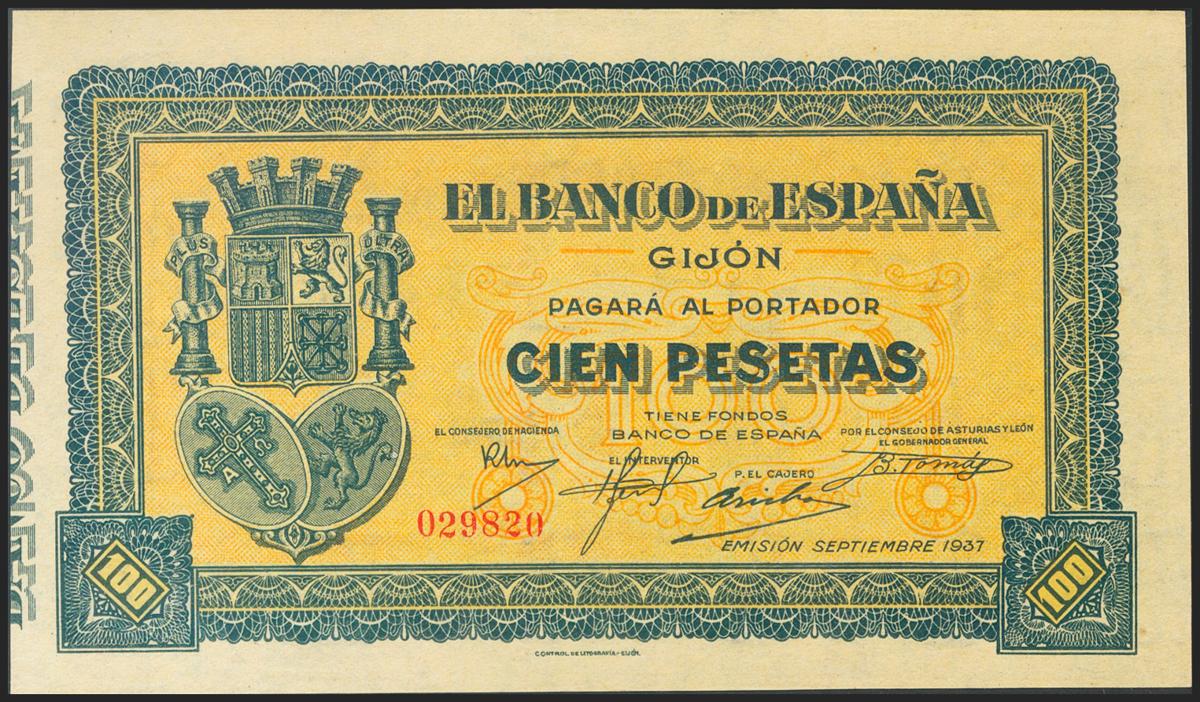 EL BANCO DE ESPAÑA
GIJÓN
PAGARÁ AL PORTADOR
CIEN PESETAS
100
TIENE FONDOS
BANCO DE ESPAÑA
EL CONSEJERO DE HACIENDA
EL INTERVENTOR
P. EL CAJERO
POR EL CONSEJO DE ASTURIAS Y LEÓN
EL GOBERNADOR GENERAL
B. Tomás
PLUS
ULTRA
A
029820
EMISIÓN SEPTIEMBRE 1937
100
100
CONTROL DE LITOGRAFÍA-GIJÓN.